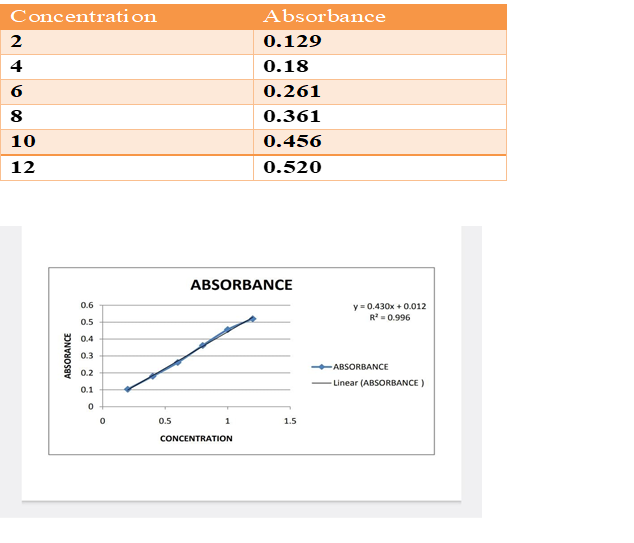 Concentration Absorbance
2 0.129
4 0.18
6 0.261
8 0.361
10 0.456
12 0.520
ABSORBANCE
y = 0.430x + 0.012
R² = 0.996
0.6
0.5
0.4
0.3
0.2
0.1
0
ABSORANCE
0 0.5 1 1.5
CONCENTRATION
ABSORBANCE
Linear (ABSORBANCE )